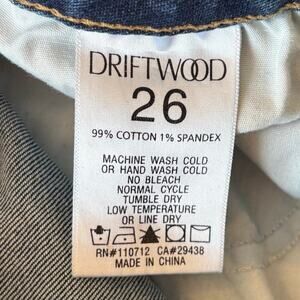 DRIFTWOOD
26
99% COTTON 1% SPANDEX
MACHINE WASH COLD
OR HAND WASH COLD
NO BLEACH
NORMAL CYCLE
TUMBLE DRY
LOW TEMPERATURE
OR LINE DRY
RN#110712 CA#29438
MADE IN CHINA